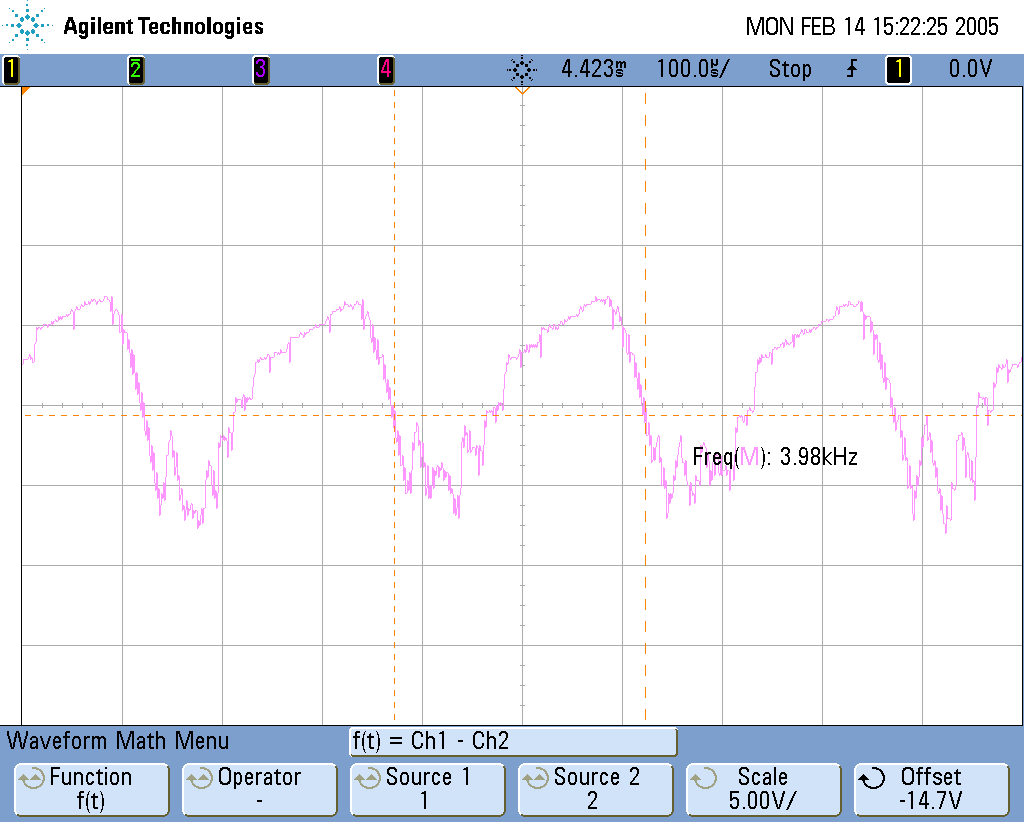 Agilent Technologies MON FEB 14 15:22:25 2005
1 2 3 4 4.423ms 100.0µs/ Stop 1 0.0V
Freq(M): 3.98kHz
Waveform Math Menu f(t) = Ch1 - Ch2
Function Operator Source 1 Source 2 Scale Offset
f(t) - 1 2 5.00V/ -14.7V